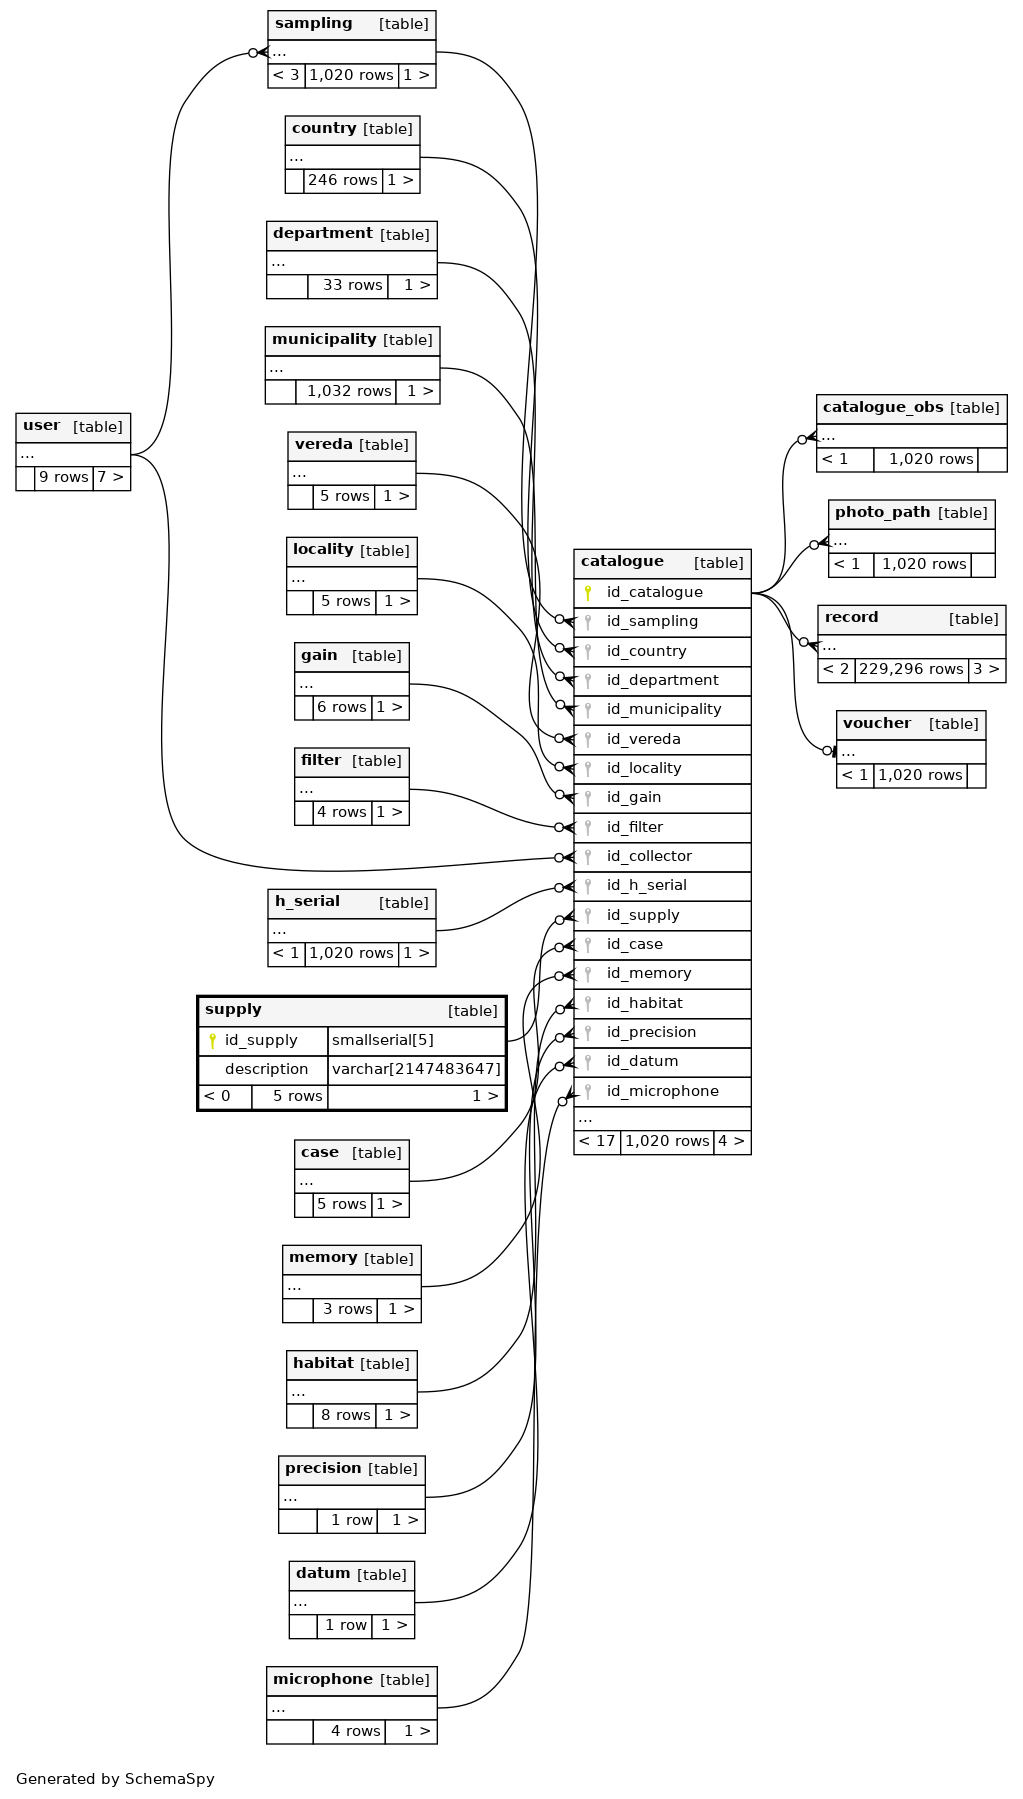 sampling [table]
...
< 3 1,020 rows 1 >
country [table]
...
246 rows 1 >
department [table]
...
33 rows 1 >
municipality [table]
...
1,032 rows 1 >
vereda [table]
...
5 rows 1 >
locality [table]
...
5 rows 1 >
gain [table]
...
6 rows 1 >
filter [table]
...
4 rows 1 >
user [table]
...
9 rows 7 >
h_serial [table]
...
< 1 1,020 rows 1 >
supply [table]
id_supply smallserial[5]
description varchar[2147483647]
< 0 5 rows 1 >
case [table]
...
5 rows 1 >
memory [table]
...
3 rows 1 >
habitat [table]
...
8 rows 1 >
precision [table]
...
1 row 1 >
datum [table]
...
1 row 1 >
microphone [table]
...
4 rows 1 >
catalogue [table]
id_catalogue
id_sampling
id_country
id_department
id_municipality
id_vereda
id_locality
id_gain
id_filter
id_collector
id_h_serial
id_supply
id_case
id_memory
id_habitat
id_precision
id_datum
id_microphone
...
< 17 1,020 rows 4 >
catalogue_obs [table]
...
< 1 1,020 rows
photo_path [table]
...
< 1 1,020 rows
record [table]
...
< 2 229,296 rows 3 >
voucher [table]
...
< 1 1,020 rows
Generated by SchemaSpy